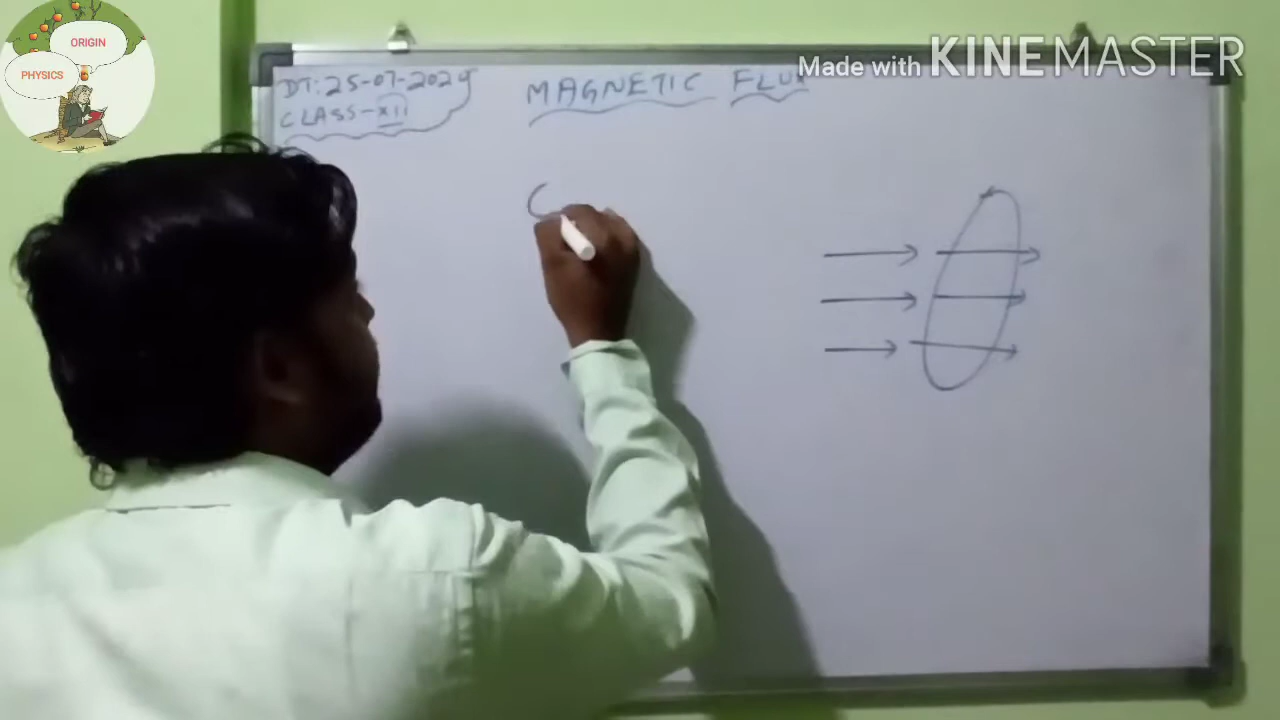 ORIGIN
PHYSICS
Made with KINEMASTER
DT:25-07-2024
CLASS-XII
MAGNETIC